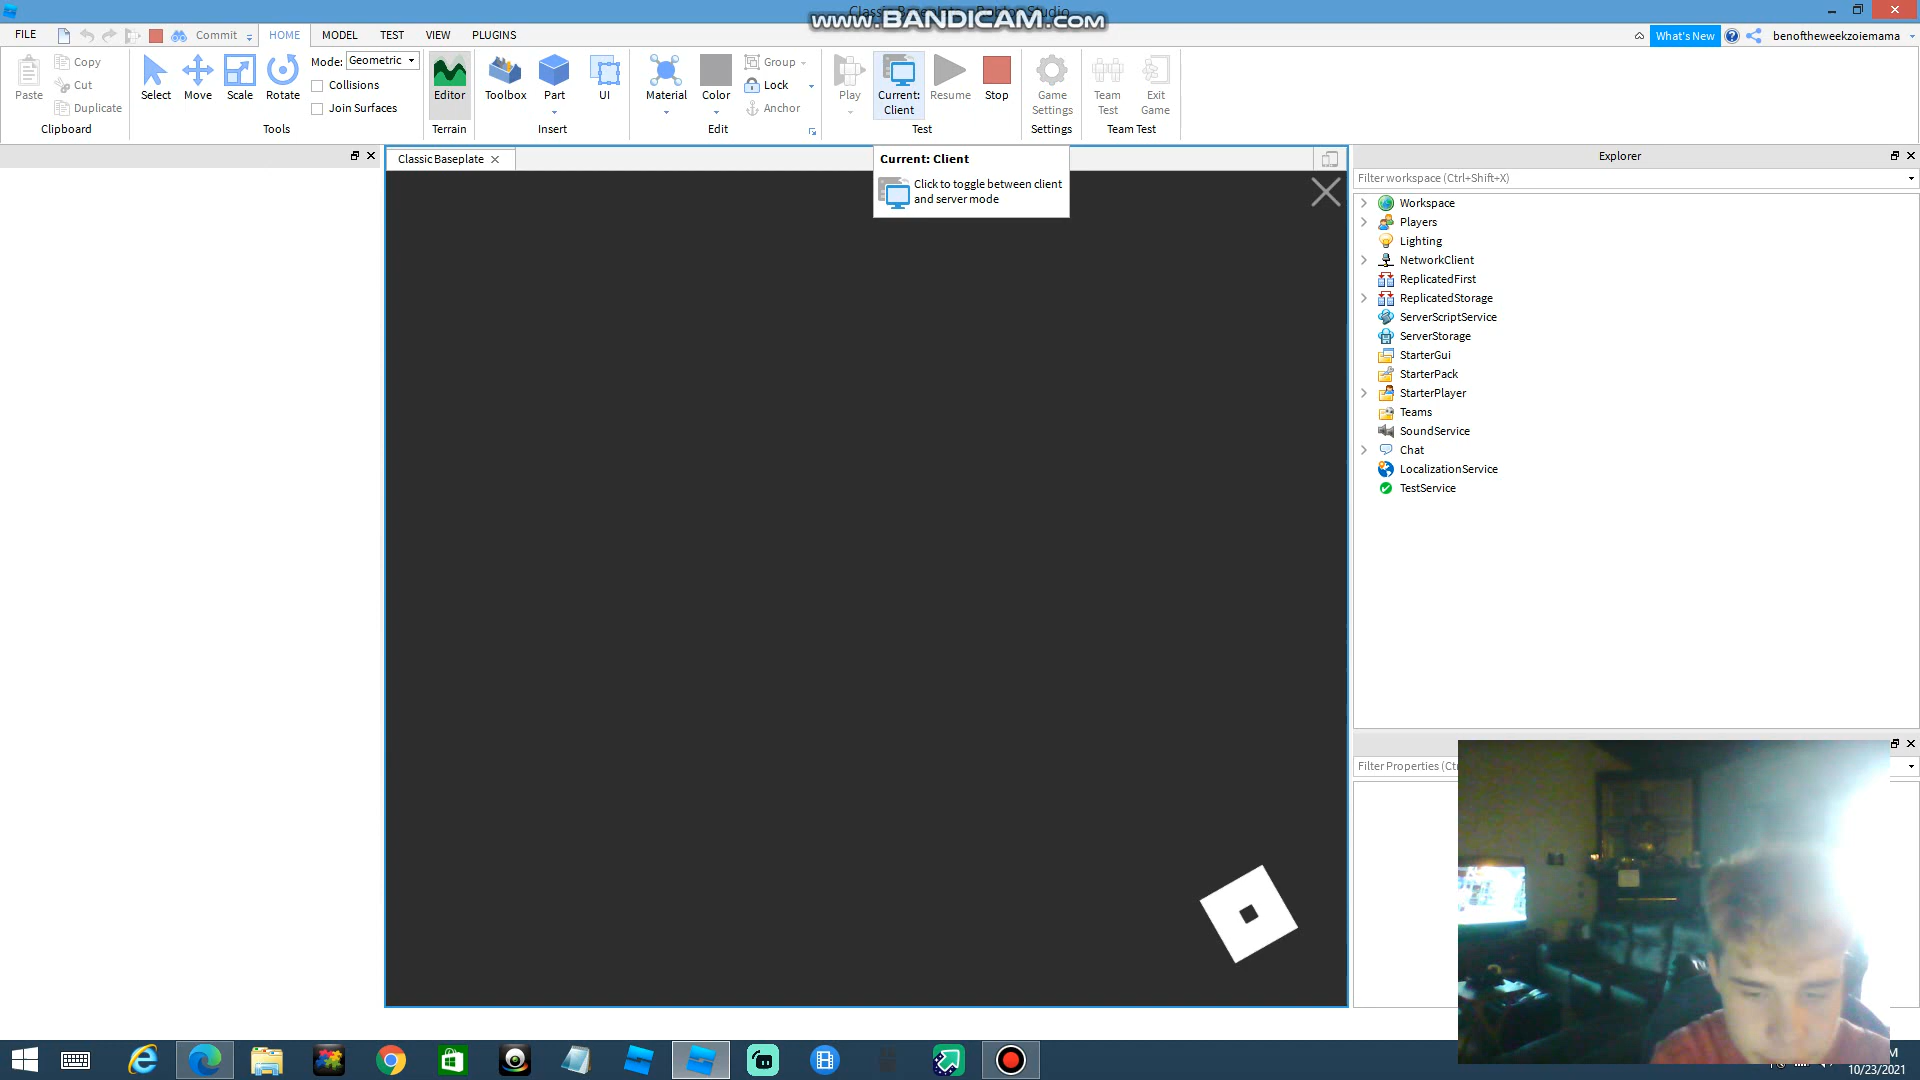 www.BANDICAM.com
FILE
Commit
HOME
MODEL
TEST
VIEW
PLUGINS
What's New
benoftheweekzoiemama
Paste
Copy
Cut
Duplicate
Clipboard
Select
Move
Scale
Rotate
Mode: Geometric
Collisions
Join Surfaces
Tools
Editor
Terrain
Toolbox
Part
UI
Insert
Material
Color
Group
Lock
Anchor
Edit
Play
Current:
Client
Resume
Stop
Test
Game
Settings
Settings
Team
Test
Exit
Game
Team Test
Classic Baseplate
Current: Client
Click to toggle between client
and server mode
Explorer
Filter workspace (Ctrl+Shift+X)
Workspace
Players
Lighting
NetworkClient
ReplicatedFirst
ReplicatedStorage
ServerScriptService
ServerStorage
StarterGui
StarterPack
StarterPlayer
Teams
SoundService
Chat
LocalizationService
TestService
Filter Properties
10/23/2021